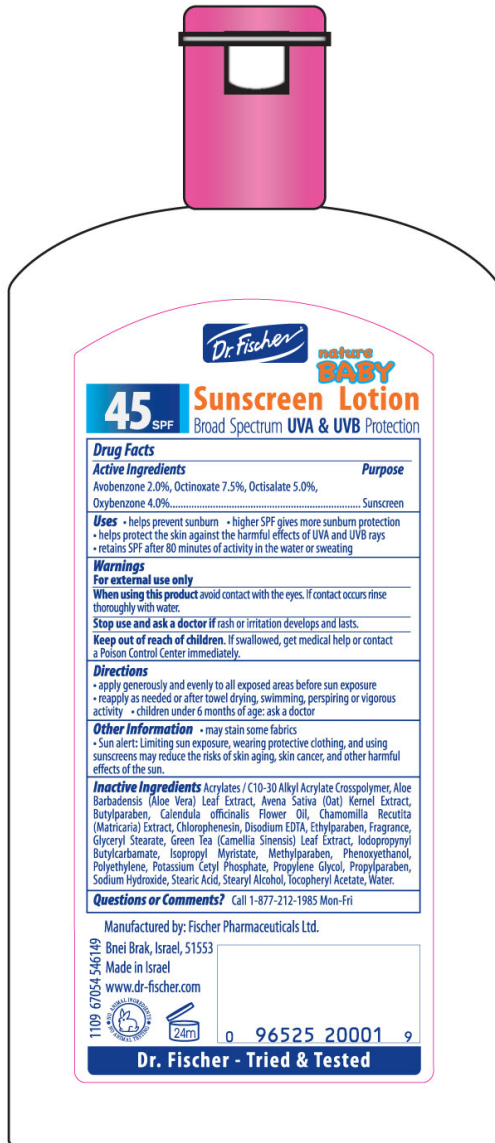 Dr. Fischer
nature
BABY
45 SPF
Sunscreen Lotion
Broad Spectrum UVA & UVB Protection
Drug Facts
Active Ingredients Purpose
Avobenzone 2.0%, Octinoxate 7.5%, Octisalate 5.0%,
Oxybenzone 4.0%.............................................................. Sunscreen
Uses • helps prevent sunburn • higher SPF gives more sunburn protection
• helps protect the skin against the harmful effects of UVA and UVB rays
• retains SPF after 80 minutes of activity in the water or sweating
Warnings
For external use only
When using this product avoid contact with the eyes. If contact occurs rinse
thoroughly with water.
Stop use and ask a doctor if rash or irritation develops and lasts.
Keep out of reach of children. If swallowed, get medical help or contact
a Poison Control Center immediately.
Directions
• apply generously and evenly to all exposed areas before sun exposure
• reapply as needed or after towel drying, swimming, perspiring or vigorous
activity • children under 6 months of age: ask a doctor
Other Information • may stain some fabrics
• Sun alert: Limiting sun exposure, wearing protective clothing, and using
sunscreens may reduce the risks of skin aging, skin cancer, and other harmful
effects of the sun.
Inactive Ingredients Acrylates / C10-30 Alkyl Acrylate Crosspolymer, Aloe
Barbadensis (Aloe Vera) Leaf Extract, Avena Sativa (Oat) Kernel Extract,
Butylparaben, Calendula officinalis Flower Oil, Chamomilla Recutita
(Matricaria) Extract, Chlorophenesin, Disodium EDTA, Ethylparaben, Fragrance,
Glyceryl Stearate, Green Tea (Camellia Sinensis) Leaf Extract, Iodopropynyl
Butylcarbamate, Isopropyl Myristate, Methylparaben, Phenoxyethanol,
Polyethylene, Potassium Cetyl Phosphate, Propylene Glycol, Propylparaben,
Sodium Hydroxide, Stearic Acid, Stearyl Alcohol, Tocopheryl Acetate, Water.
Questions or Comments? Call 1-877-212-1985 Mon-Fri
Manufactured by: Fischer Pharmaceuticals Ltd.
Bnei Brak, Israel, 51553
Made in Israel
www.dr-fischer.com
1109 67054 546149
NO ANIMAL INGREDIENTS
NO ANIMAL TESTING
24m
0 96525 20001 9
Dr. Fischer - Tried & Tested